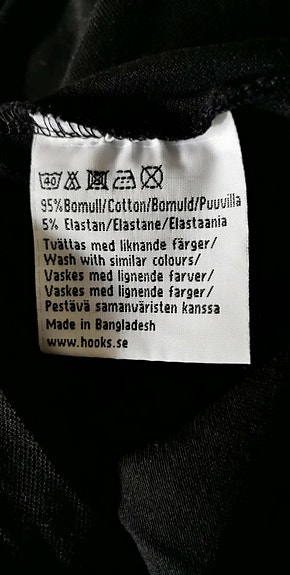 40
95%Bomull/Cotton/Bomuld/Puuvilla
5% Elastan/Elastane/Elastaania
Tvättas med liknande färger/
Wash with similar colours/
Vaskes med lignende farver/
Vaskes med lignende farger/
Pestävä samanväristen kanssa
Made in Bangladesh
www.hooks.se